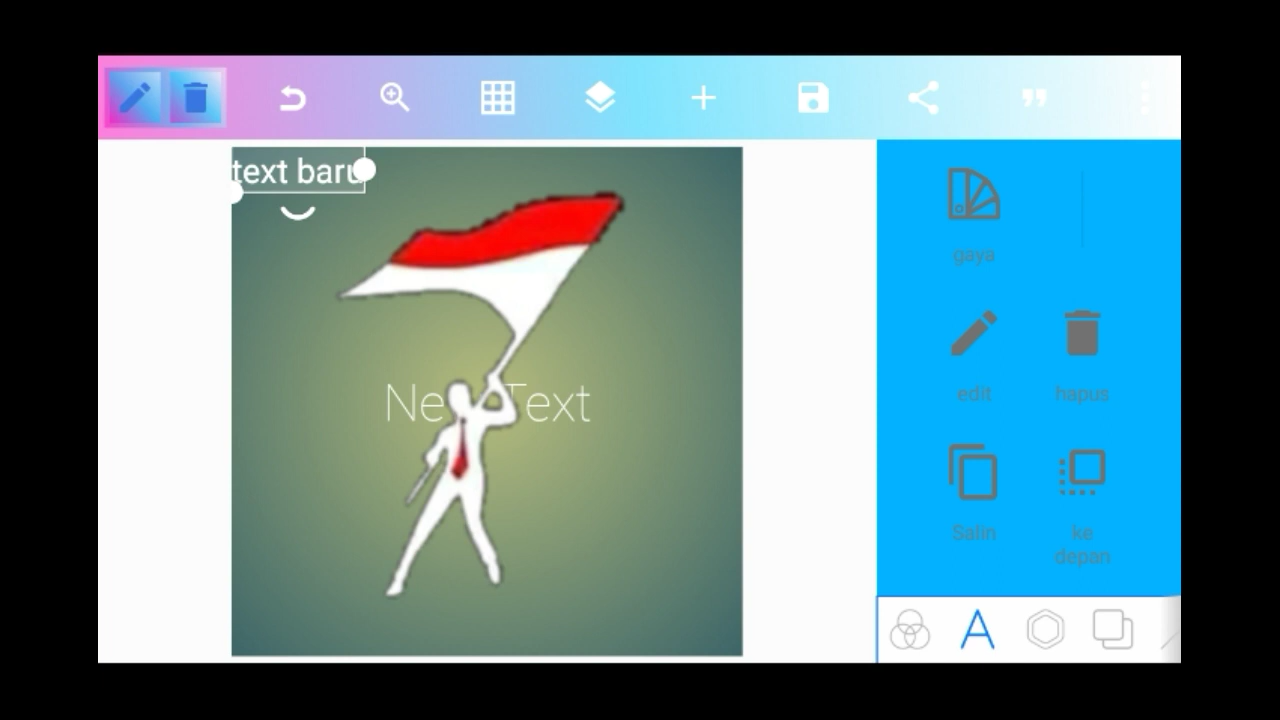 text baru
New Text
gaya
edit
hapus
Salin
ke
depan
A